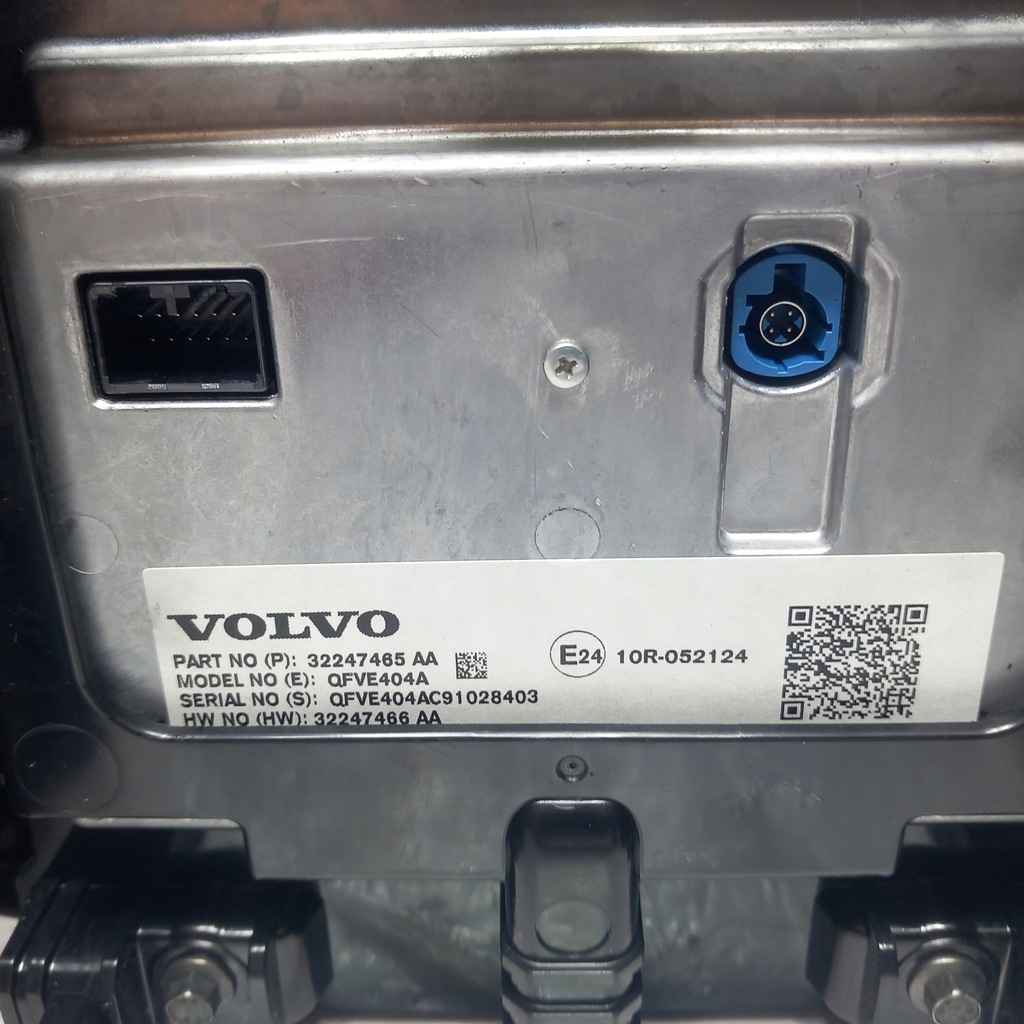 VOLVO
PART NO (P): 32247465 AA
MODEL NO (E): QFVE404A
SERIAL NO (S): QFVE404AC91028403
HW NO (HW): 32247466 AA
E24 10R-052124